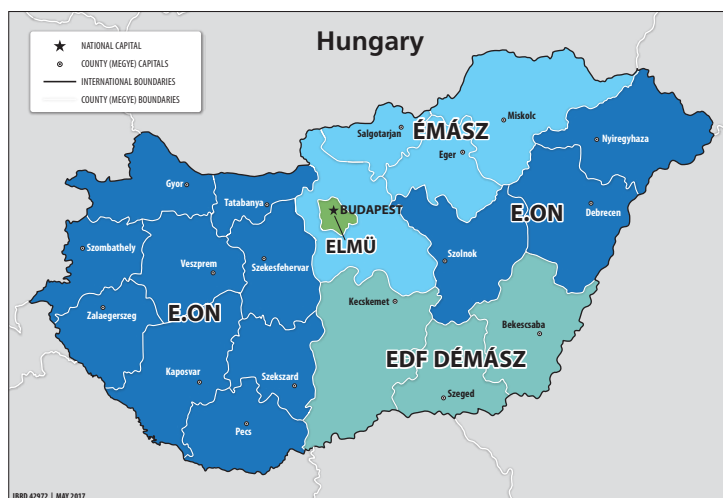 Hungary
NATIONAL CAPITAL
COUNTY (MEGYE) CAPITALS
INTERNATIONAL BOUNDARIES
COUNTY (MEGYE) BOUNDARIES
Salgotarjan
ÉMÁSZ
Miskolc
Eger
Nyiregyhaza
Gyor
Tatabanya
BUDAPEST
E.ON
Debrecen
ELMÜ
Szombathely
Veszprem
Szekesfehervar
Szolnok
Zalaegerszeg
E.ON
Kecskemet
Bekescsaba
EDF DÉMÁSZ
Kaposvar
Szekszard
Szeged
Pecs
IBRD 42972 | MAY 2017